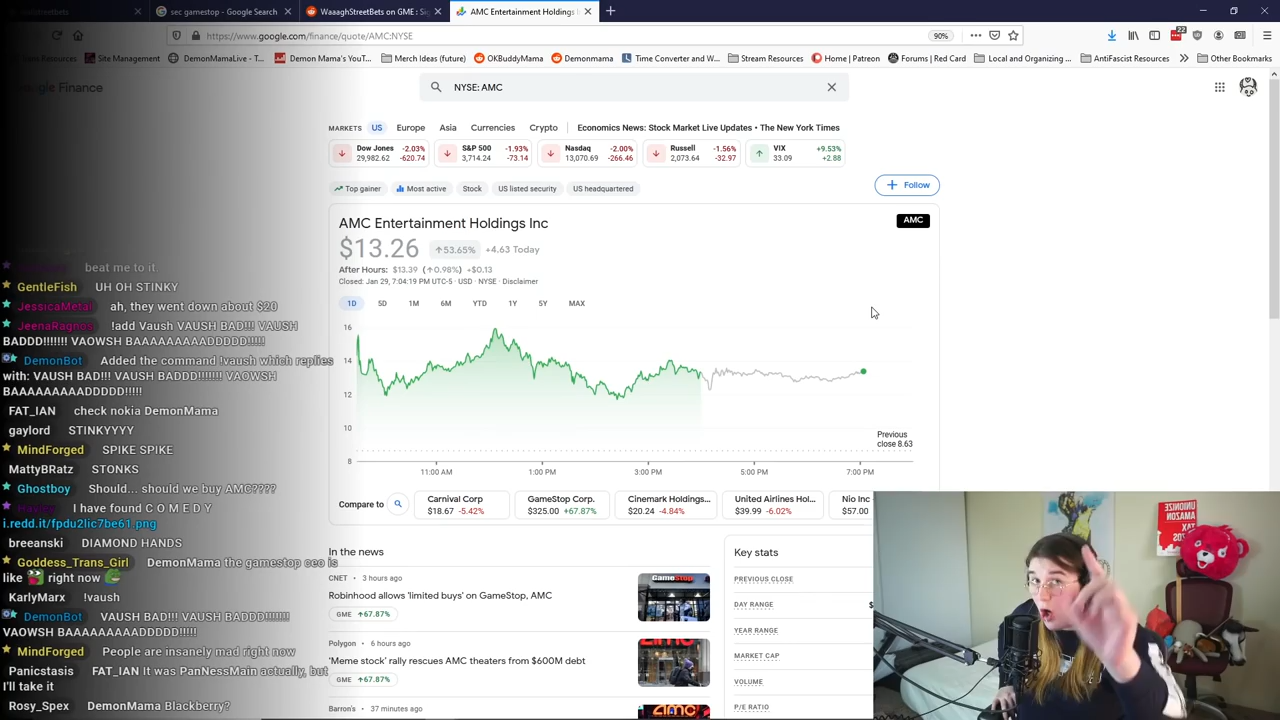 sec gamestop - Google Search
WaaaghStreetBets on GME : Sig
AMC Entertainment Holdings
https://www.google.com/finance/quote/AMC:NYSE
90%
22
Site Management
DemonMamaLive - T...
Demon Mama's YouT...
Merch Ideas (future)
OKBuddyMama
Demonmama
Time Converter and W...
Stream Resources
Home | Patreon
Forums | Red Card
Local and Organizing ...
AntiFascist Resources
Other Bookmarks
Finance
NYSE: AMC
MARKETS US Europe Asia Currencies Crypto Economics News: Stock Market Live Updates • The New York Times
Dow Jones -2.03%
29,982.62 -620.74
S&P 500 -1.93%
3,714.24 -73.14
Nasdaq -2.00%
13,070.69 -266.46
Russell -1.56%
2,073.64 -32.97
VIX +9.53%
33.09 +2.88
Top gainer
Most active
Stock
US listed security
US headquartered
Follow
AMC Entertainment Holdings Inc
AMC
$13.26 ↑53.65% +4.63 Today
After Hours: $13.39 (↑0.98%) +$0.13
Closed: Jan 29, 7:04:19 PM UTC-5 · USD · NYSE · Disclaimer
1D 5D 1M 6M YTD 1Y 5Y MAX
16
14
12
10
8
Previous
close 8.63
11:00 AM 1:00 PM 3:00 PM 5:00 PM 7:00 PM
Compare to
Carnival Corp
$18.67 -5.42%
GameStop Corp.
$325.00 +67.87%
Cinemark Holdings...
$20.24 -4.84%
United Airlines Hol...
$39.99 -6.02%
Nio Inc
$57.00
In the news
CNET • 3 hours ago
Robinhood allows 'limited buys' on GameStop, AMC
GME ↑67.87%
GameStop
Polygon • 6 hours ago
'Meme stock' rally rescues AMC theaters from $600M debt
GME ↑67.87%
Barron's • 37 minutes ago
amc
Key stats
PREVIOUS CLOSE
DAY RANGE $
YEAR RANGE
MARKET CAP
VOLUME
P/E RATIO
beat me to it.
GentleFish UH OH STINKY
JessicaMetal ah, they went down about $20
JeenaRagnos !add Vaush VAUSH BAD!!! VAUSH
BADDD!!!!!!! VAOWSH BAAAAAAAADDDDD!!!!!
DemonBot Added the command !vaush which replies
with: VAUSH BAD!!! VAUSH BADDD!!!!!!! VAOWSH
BAAAAAAAADDDDD!!!!!
FAT_IAN check nokia DemonMama
gaylord STINKYYYY
MindForged SPIKE SPIKE
MattyBRatz STONKS
Ghostboy Should... should we buy AMC????
I have found C O M E D Y
i.redd.it/fpdu2lic7be61.png
breeanski DIAMOND HANDS
Goddess_Trans_Girl DemonMama the gamestop ceo is
like right now
KarlyMarx !vaush
DemonBot VAUSH BAD!!! VAUSH BADDD!!!!!!!
VAOWSH BAAAAAAAADDDDD!!!!!
MindForged People are insanely mad right now
Panicstasis FAT_IAN It was PanNessMain actually, but
I'll take it
Rosy_Spex DemonMama Blackberry?
UNIONIZE
AMAZON